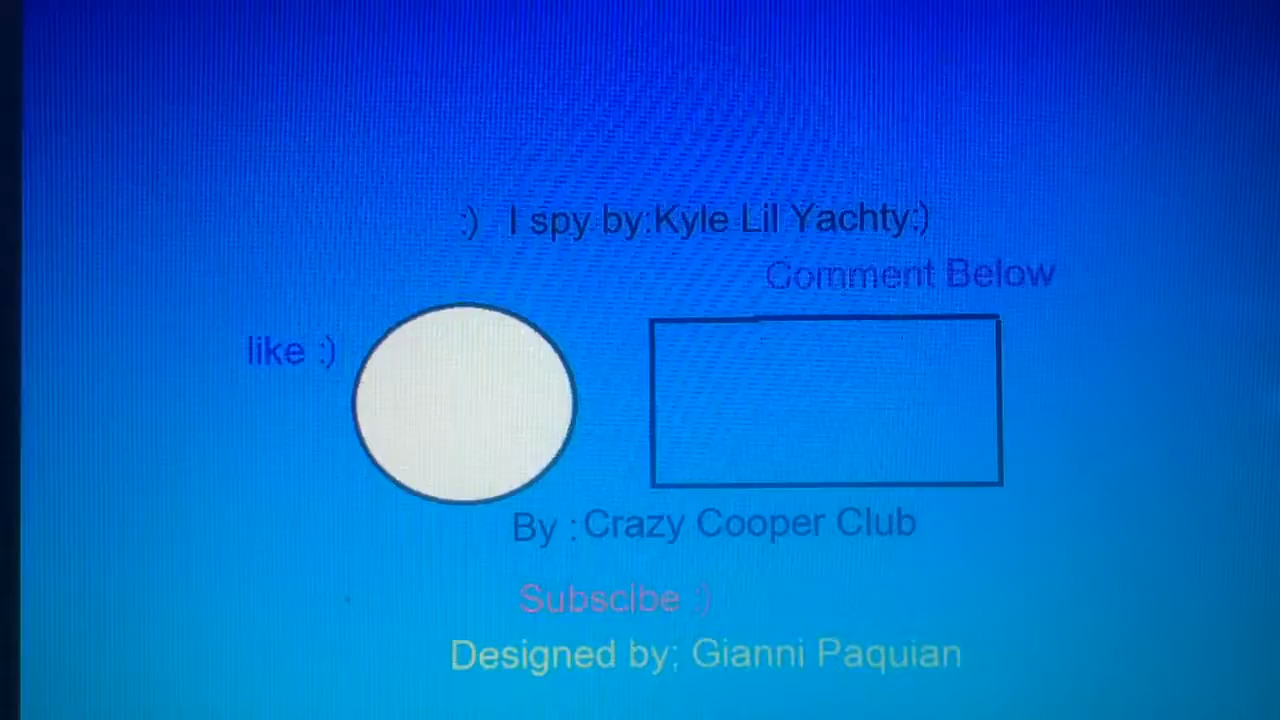 :) I spy by:Kyle Lil Yachty:)
Comment Below
like :)
By : Crazy Cooper Club
Subscibe :)
Designed by; Gianni Paquian